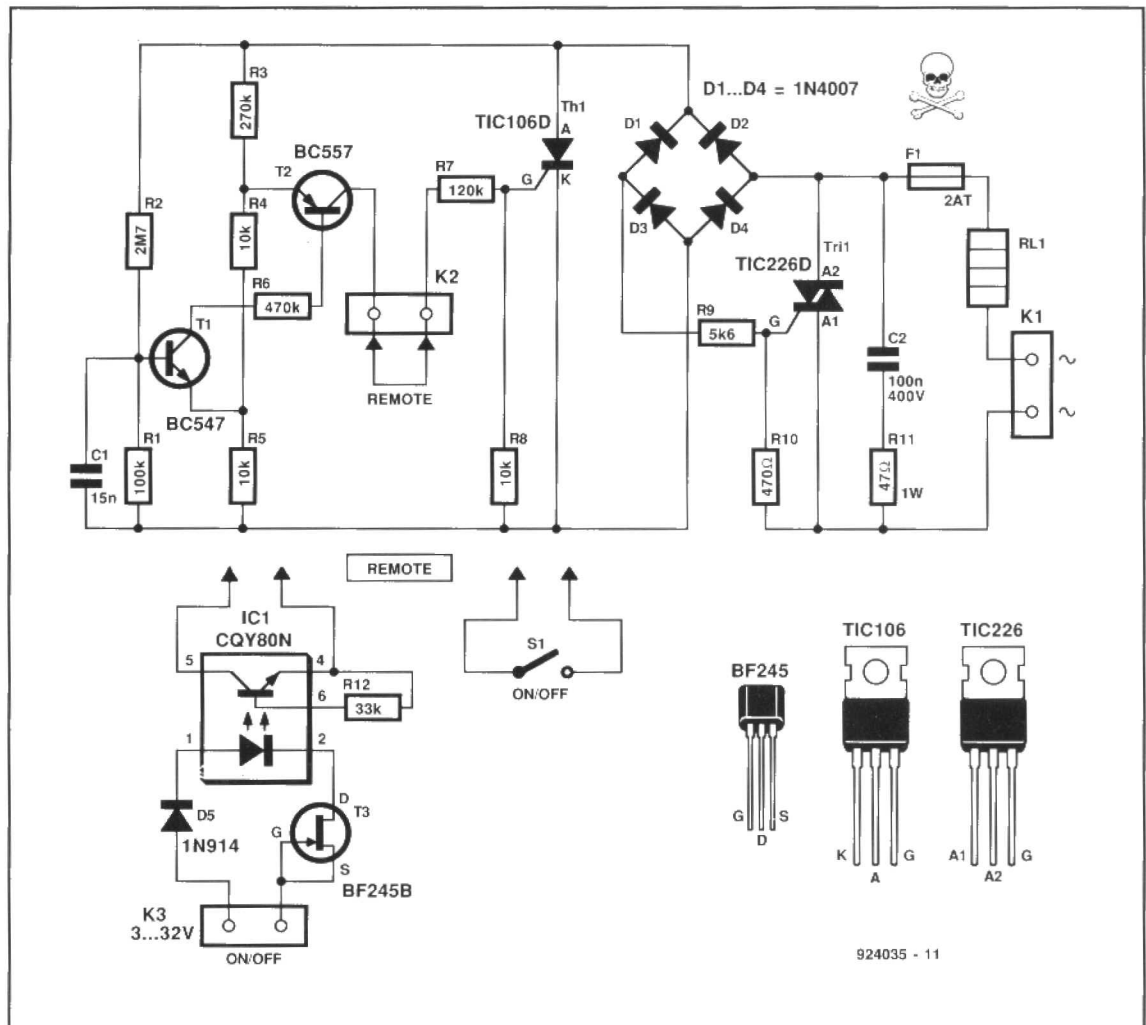 R3
270k
D1...D4 = 1N4007
Th1
A
TIC106D
D1
D2
BC557
F1
T2
R7
G
K
2AT
120k
R2
R4
D3
D4
2M7
10k
RL1
Tri1
R6
K2
TIC226D
A2
470k
R9
K1
T1
G
A1
5k6
C2
~
100n
400V
REMOTE
BC547
~
C1
R1
R5
R8
R10
R11
15n
100k
10k
10k
470Ω
47Ω
1W
REMOTE
IC1
CQY80N
S1
TIC106
TIC226
5
4
BF245
R12
ON/OFF
6
33k
1
2
D
D5
T3
G
1N914
G
S
S
D
K
G
A1
G
BF245B
A
A2
K3
3...32V
ON/OFF
924035 - 11